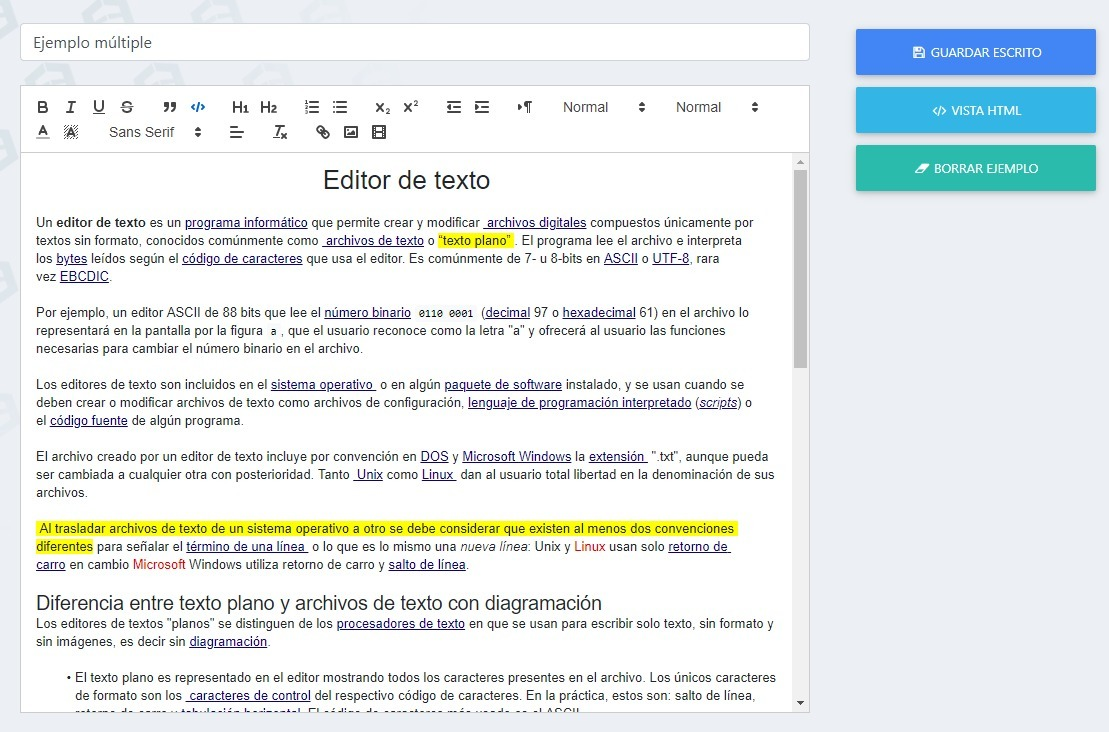 Ejemplo múltiple
GUARDAR ESCRITO
VISTA HTML
BORRAR EJEMPLO
B I U S ” </> H1 H2 X2 X2 Normal Normal
A A Sans Serif Tx
Editor de texto
Un editor de texto es un programa informático que permite crear y modificar archivos digitales compuestos únicamente por
textos sin formato, conocidos comúnmente como archivos de texto o “texto plano” . El programa lee el archivo e interpreta
los bytes leídos según el código de caracteres que usa el editor. Es comúnmente de 7- u 8-bits en ASCII o UTF-8, rara
vez EBCDIC.
Por ejemplo, un editor ASCII de 88 bits que lee el número binario 0110 0001 (decimal 97 o hexadecimal 61) en el archivo lo
representará en la pantalla por la figura a , que el usuario reconoce como la letra "a" y ofrecerá al usuario las funciones
necesarias para cambiar el número binario en el archivo.
Los editores de texto son incluidos en el sistema operativo o en algún paquete de software instalado, y se usan cuando se
deben crear o modificar archivos de texto como archivos de configuración, lenguaje de programación interpretado (scripts) o
el código fuente de algún programa.
El archivo creado por un editor de texto incluye por convención en DOS y Microsoft Windows la extensión ".txt", aunque pueda
ser cambiada a cualquier otra con posterioridad. Tanto Unix como Linux dan al usuario total libertad en la denominación de sus
archivos.
Al trasladar archivos de texto de un sistema operativo a otro se debe considerar que existen al menos dos convenciones
diferentes para señalar el término de una línea o lo que es lo mismo una nueva línea: Unix y Linux usan solo retorno de
carro en cambio Microsoft Windows utiliza retorno de carro y salto de línea.
Diferencia entre texto plano y archivos de texto con diagramación
Los editores de textos "planos" se distinguen de los procesadores de texto en que se usan para escribir solo texto, sin formato y
sin imágenes, es decir sin diagramación.
• El texto plano es representado en el editor mostrando todos los caracteres presentes en el archivo. Los únicos caracteres
de formato son los caracteres de control del respectivo código de caracteres. En la práctica, estos son: salto de línea,
retorno de carro y tabulación horizontal. El código de caracteres más usado es el ASCII.